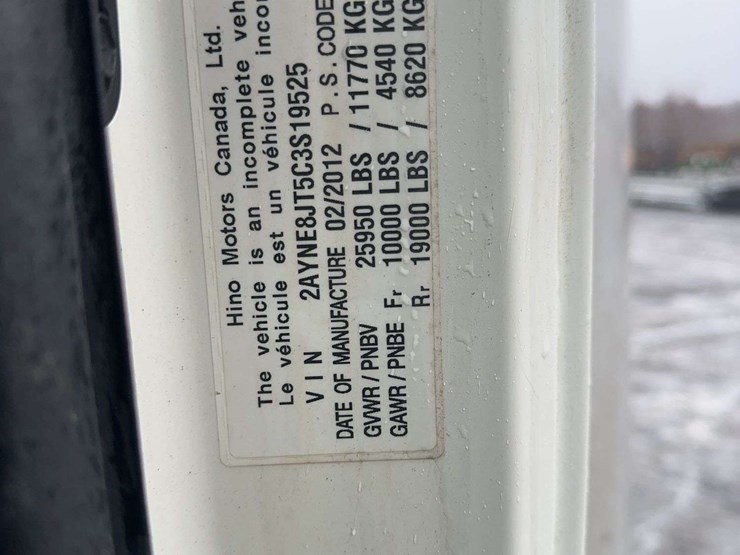 Hino Motors Canada, Ltd.
The vehicle is an incomplete veh
Le véhicule est un véhicule inco
VIN 2AYNE8JT5C3S19525
DATE OF MANUFACTURE 02/2012 P.S.CODE
GVWR / PNBV 25950 LBS / 11770 KG
GAWR / PNBE Fr 10000 LBS / 4540 KG
Rr 19000 LBS / 8620 KG